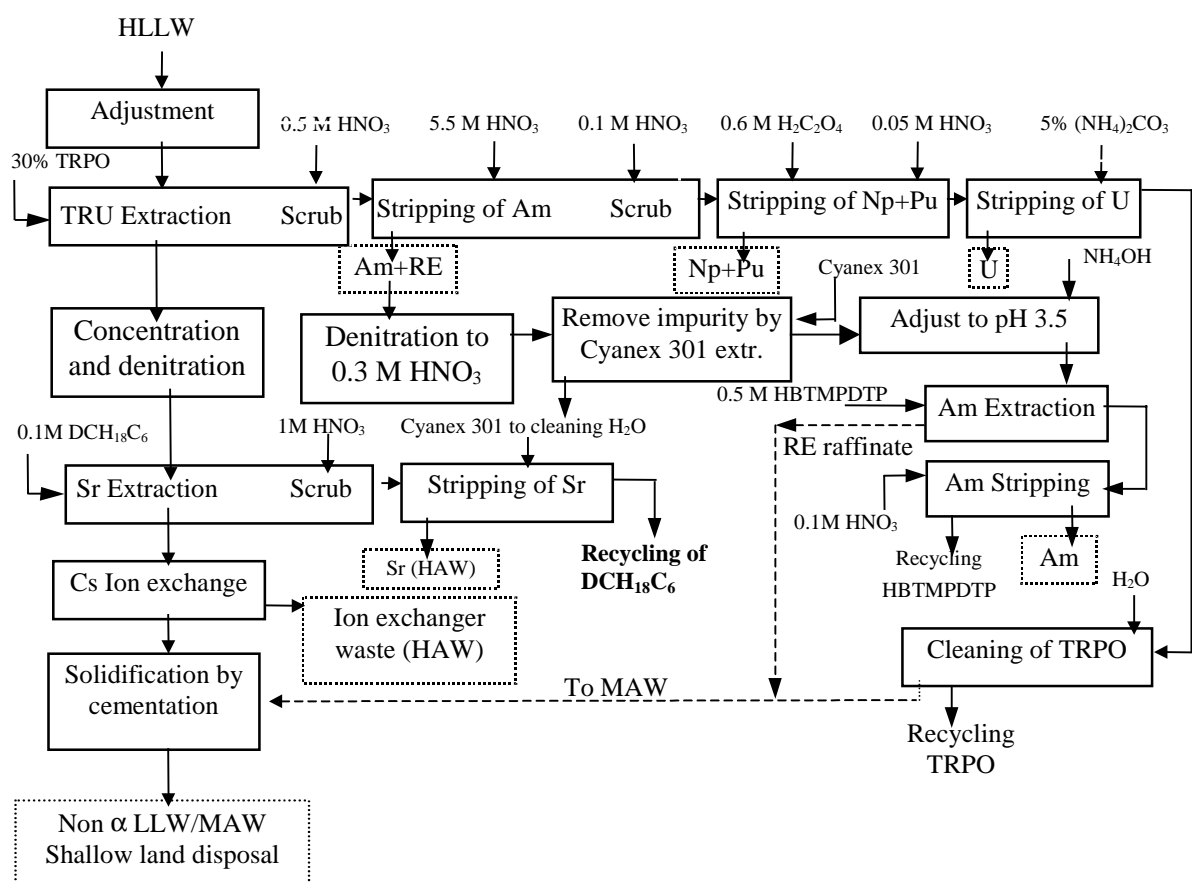 HLLW
Adjustment
0.5 M HNO₃
5.5 M HNO₃
0.1 M HNO₃
0.6 M H₂C₂O₄
0.05 M HNO₃
5% (NH₄)₂CO₃
30% TRPO
TRU Extraction
Scrub
Stripping of Am
Scrub
Stripping of Np+Pu
Stripping of U
Am+RE
Np+Pu
Cyanex 301
U
NH₄OH
Concentration
and denitration
Denitration to
0.3 M HNO₃
Remove impurity by
Cyanex 301 extr.
Adjust to pH 3.5
0.5 M HBTMPDTP
Am Extraction
0.1M DCH₁₈C₆
1M HNO₃
Cyanex 301 to cleaning H₂O
RE raffinate
Sr Extraction
Scrub
Stripping of Sr
Am Stripping
0.1M HNO₃
Sr (HAW)
Recycling of
DCH₁₈C₆
Recycling
HBTMPDTP
Am
H₂O
Cs Ion exchange
Ion exchanger
waste (HAW)
Cleaning of TRPO
Solidification by
cementation
To MAW
Recycling
TRPO
Non α LLW/MAW
Shallow land disposal